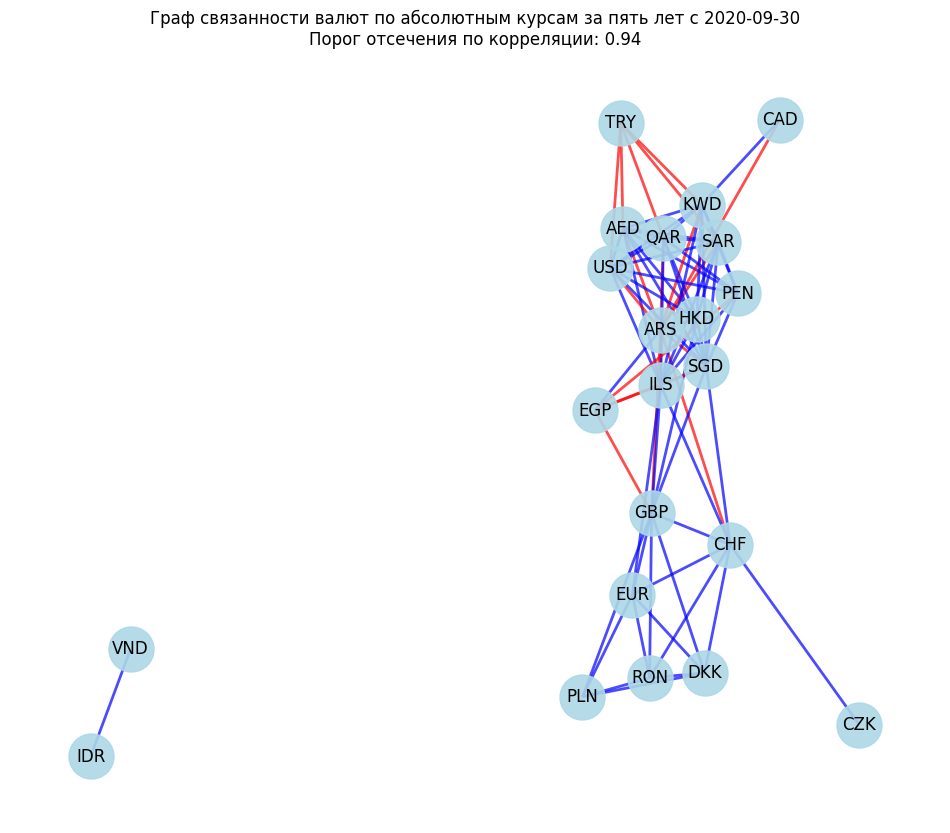 Граф связанности валют по абсолютным курсам за пять лет с 2020-09-30
Порог отсечения по корреляции: 0.94
TRY
CAD
KWD
AED
QAR
SAR
USD
PEN
HKD
ARS
SGD
ILS
EGP
GBP
CHF
EUR
VND
RON
DKK
PLN
CZK
IDR